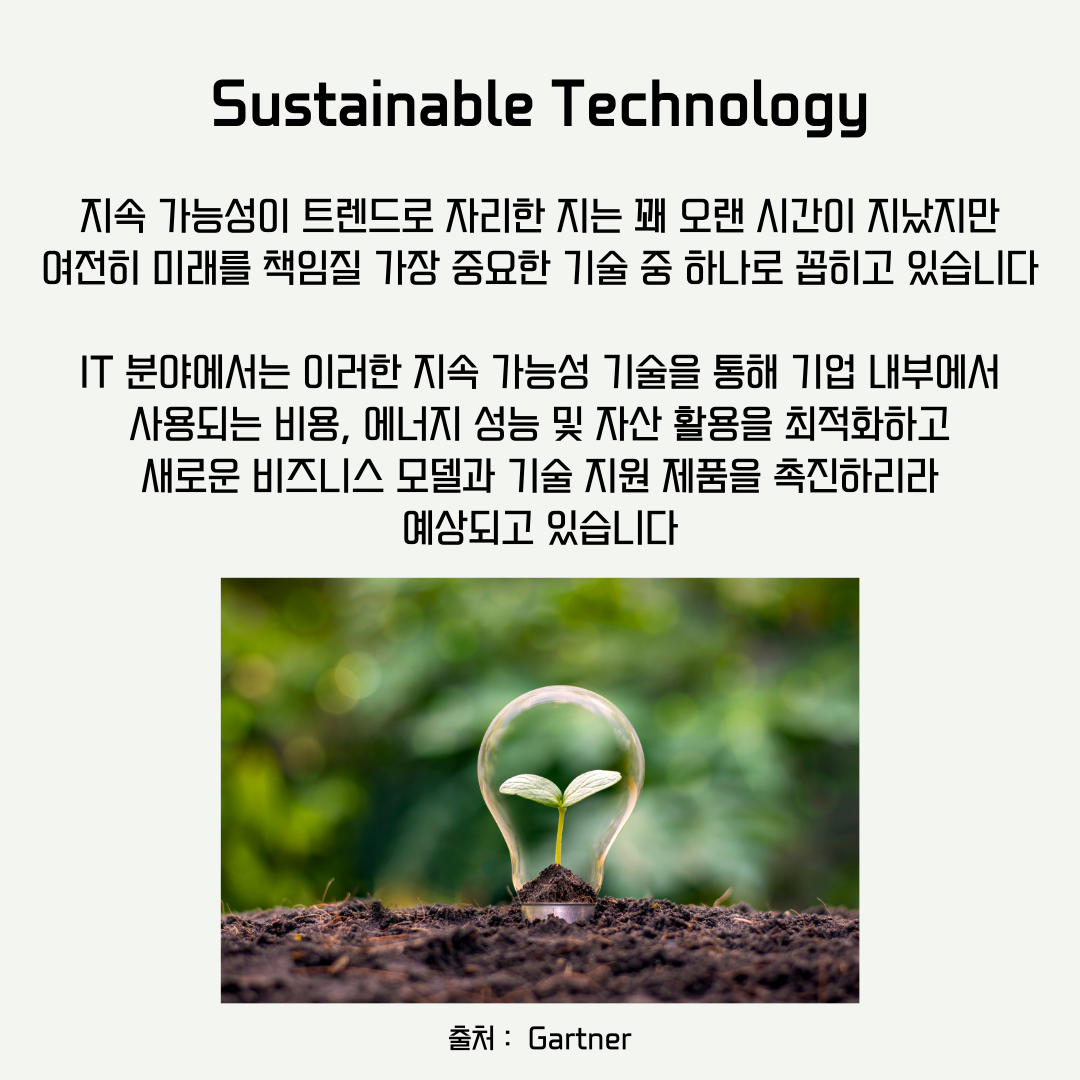 Sustainable Technology
지속 가능성이 트렌드로 자리한 지는 꽤 오랜 시간이 지났지만
여전히 미래를 책임질 가장 중요한 기술 중 하나로 꼽히고 있습니다
IT 분야에서는 이러한 지속 가능성 기술을 통해 기업 내부에서
사용되는 비용, 에너지 성능 및 자산 활용을 최적화하고
새로운 비즈니스 모델과 기술 지원 제품을 촉진하리라
예상되고 있습니다
출처 : Gartner